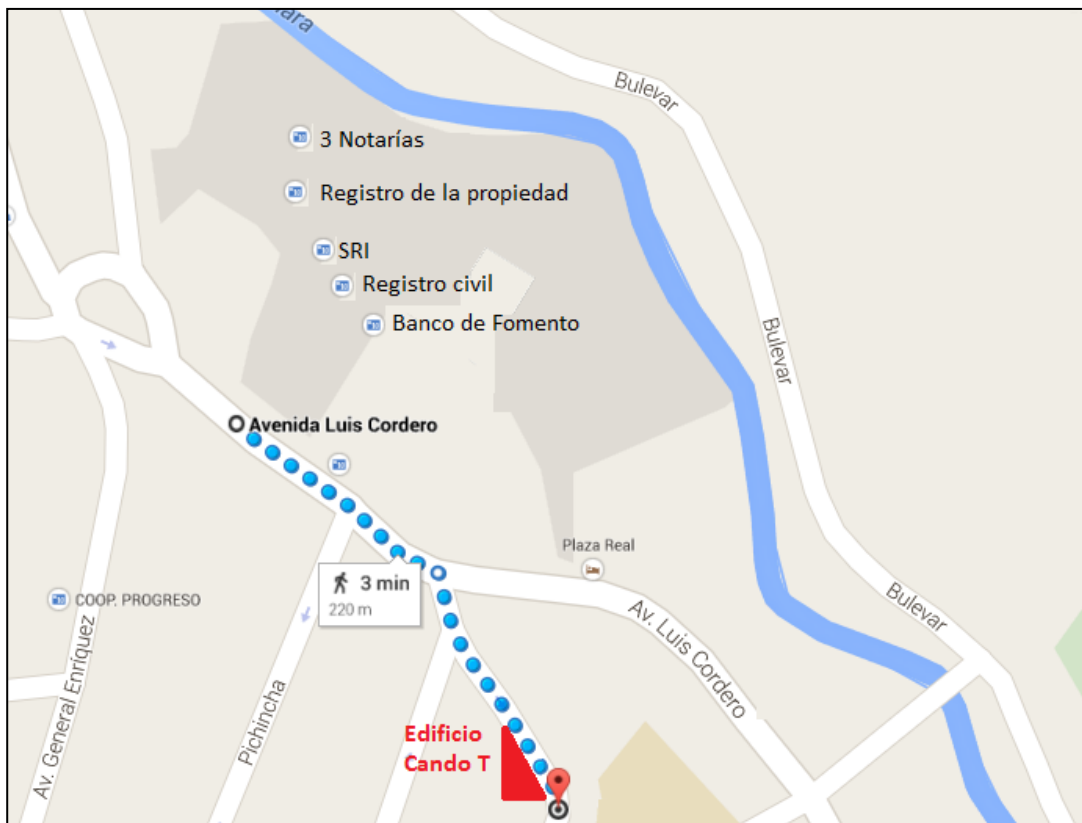 Bulevar
3 Notarías
Registro de la propiedad
SRI
Registro civil
Banco de Fomento
Bulevar
Avenida Luis Cordero
Plaza Real
3 min
220 m
COOP. PROGRESO
Bulevar
Av. Luis Cordero
Av. General Enríquez
Pichincha
Edificio
Cando T